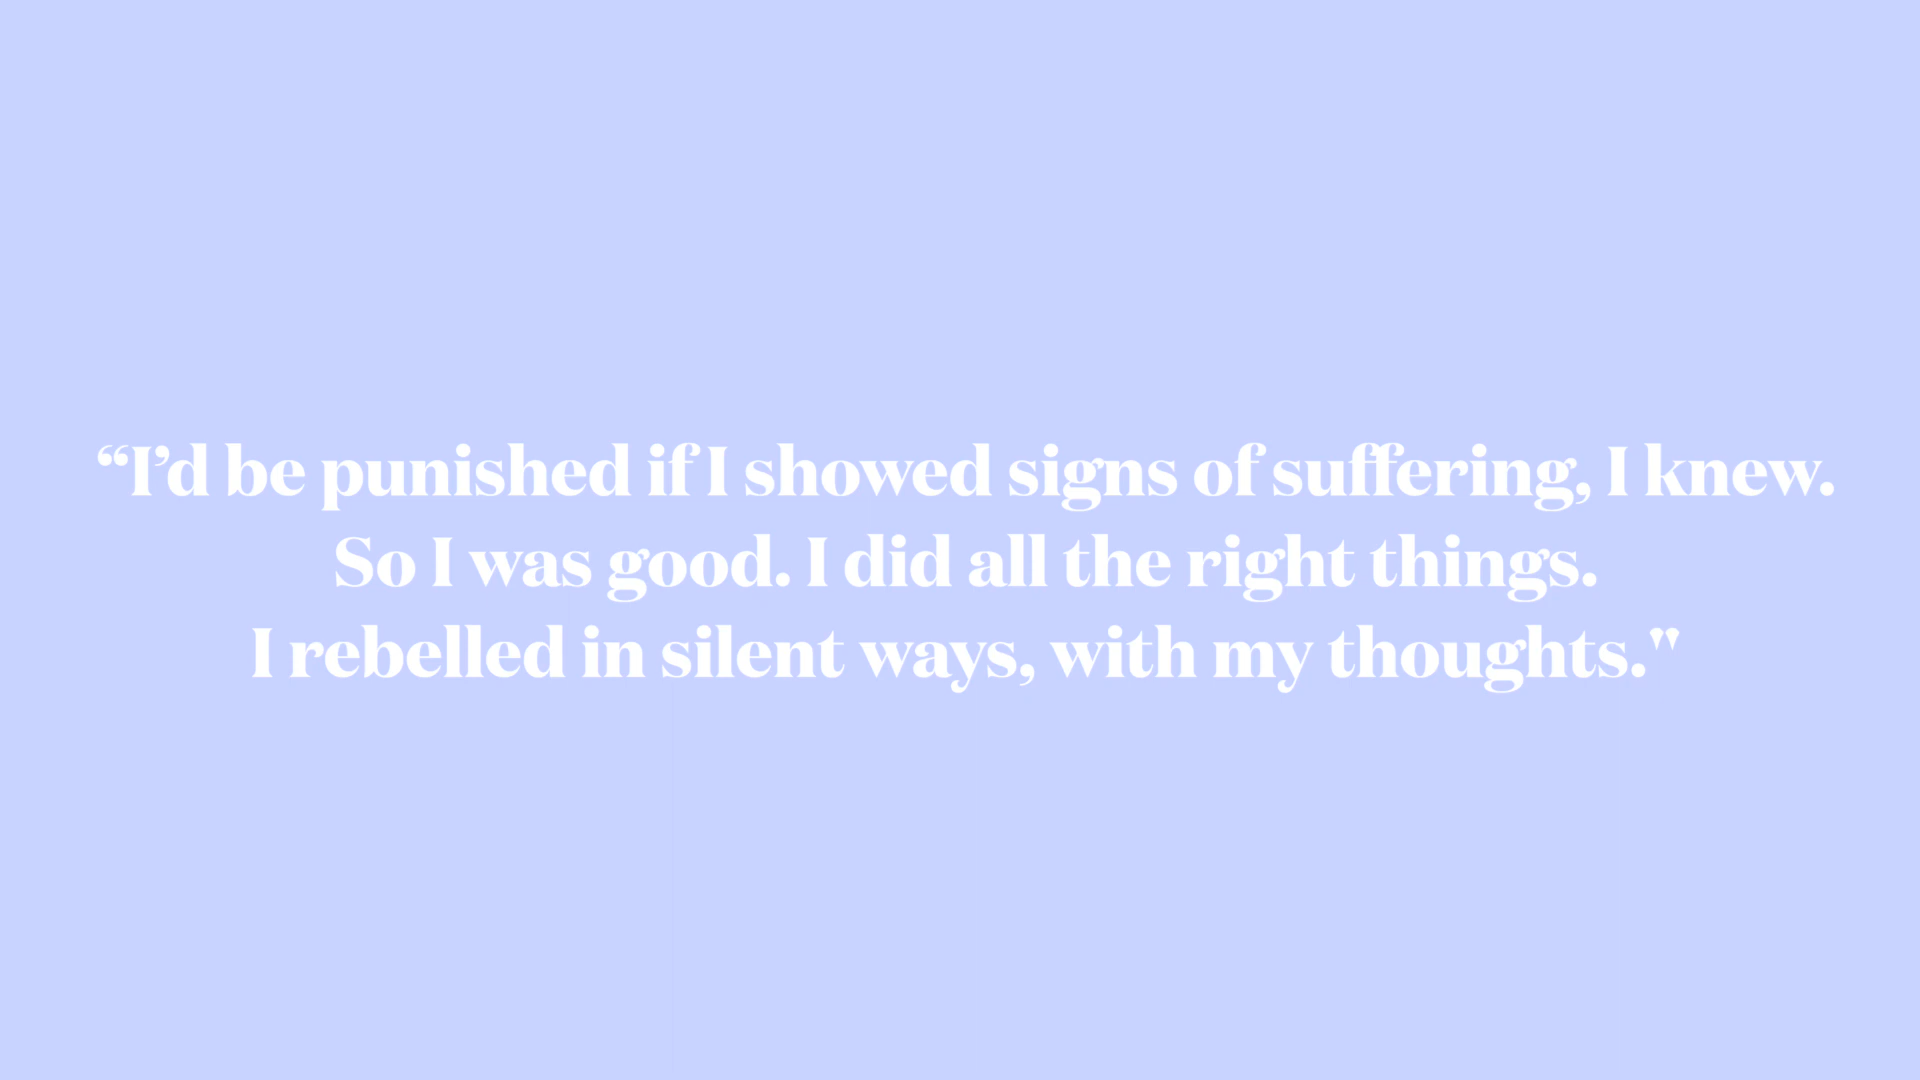 “I’d be punished if I showed signs of suffering, I knew.
So I was good. I did all the right things.
I rebelled in silent ways, with my thoughts."